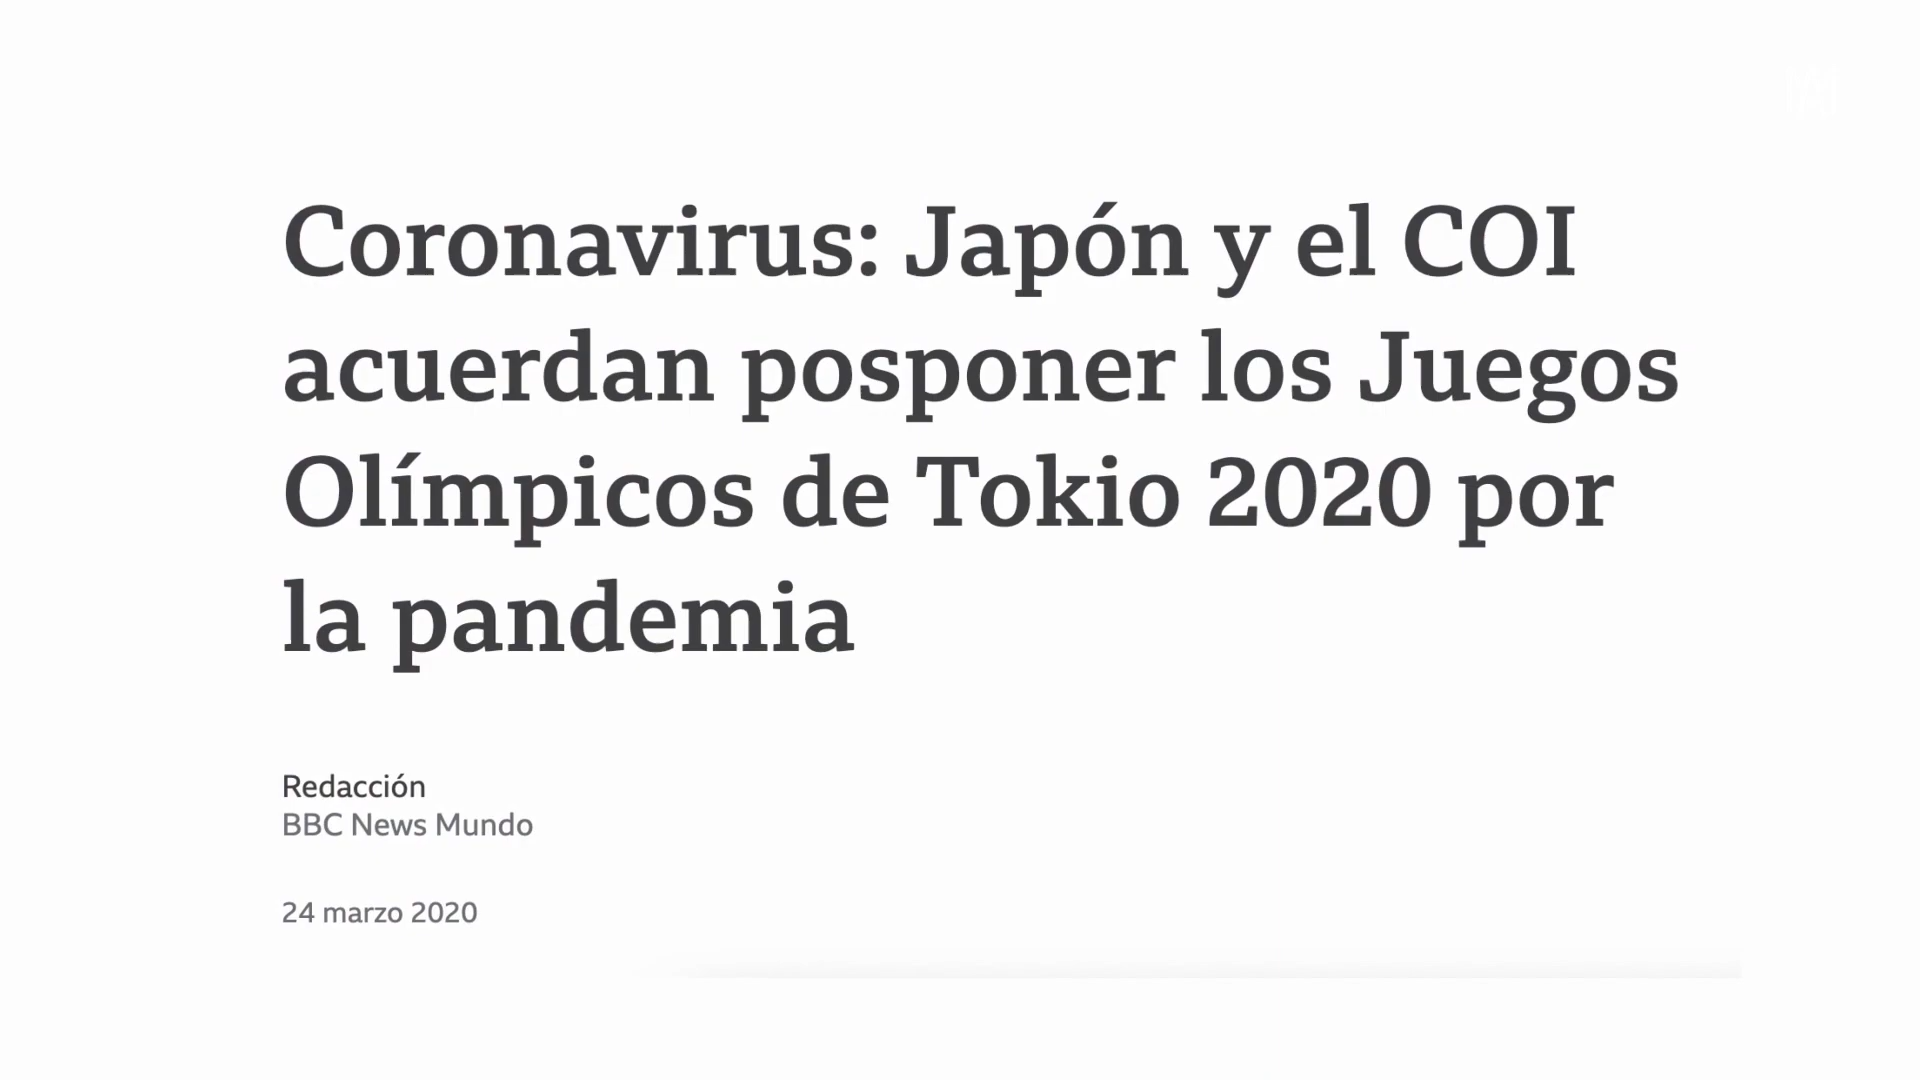 Coronavirus: Japón y el COI
acuerdan posponer los Juegos
Olímpicos de Tokio 2020 por
la pandemia
Redacción
BBC News Mundo
24 marzo 2020